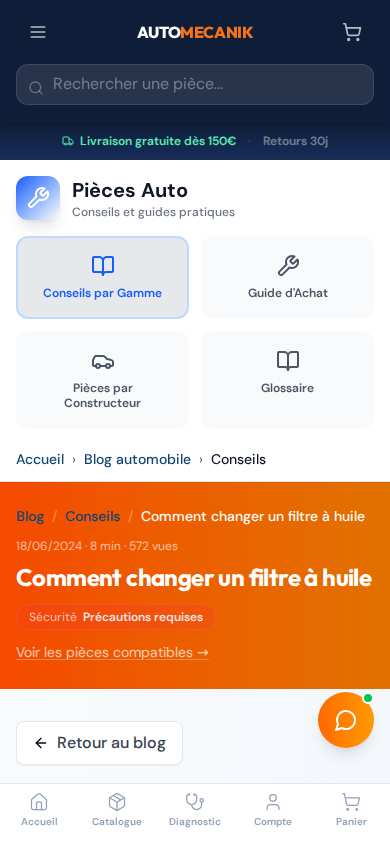 AUTOMECANIK
Rechercher une pièce...
Livraison gratuite dès 150€ · Retours 30j
Pièces Auto
Conseils et guides pratiques
Conseils par Gamme
Guide d'Achat
Pièces par
Constructeur
Glossaire
Accueil › Blog automobile › Conseils
Blog / Conseils / Comment changer un filtre à huile
18/06/2024 · 8 min · 572 vues
Comment changer un filtre à huile
Sécurité Précautions requises
Voir les pièces compatibles →
← Retour au blog
Accueil
Catalogue
Diagnostic
Compte
Panier